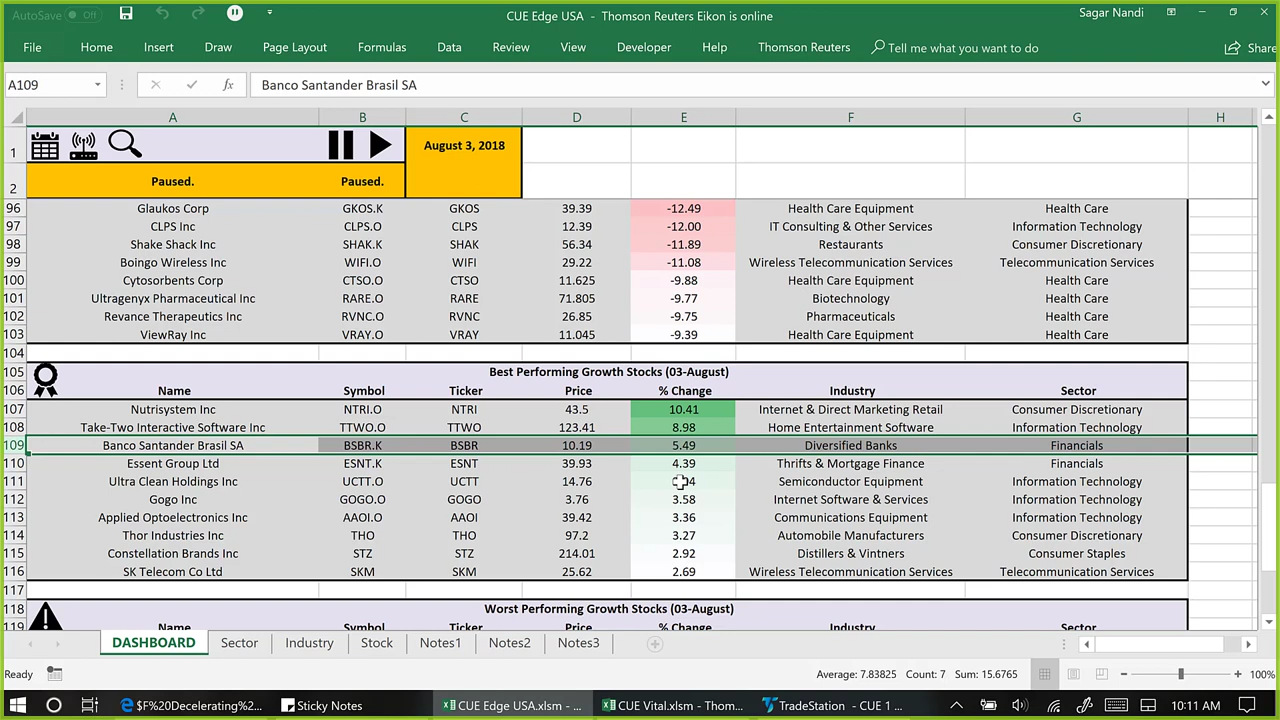 AutoSave Off CUE Edge USA - Thomson Reuters Eikon is online Sagar Nandi
File Home Insert Draw Page Layout Formulas Data Review View Developer Help Thomson Reuters Tell me what you want to do Share
A109 fx Banco Santander Brasil SA
A B C D E F G H
1 August 3, 2018
2 Paused. Paused.
96 Glaukos Corp GKOS.K GKOS 39.39 -12.49 Health Care Equipment Health Care
97 CLPS Inc CLPS.O CLPS 12.39 -12.00 IT Consulting & Other Services Information Technology
98 Shake Shack Inc SHAK.K SHAK 56.34 -11.89 Restaurants Consumer Discretionary
99 Boingo Wireless Inc WIFI.O WIFI 29.22 -11.08 Wireless Telecommunication Services Telecommunication Services
100 Cytosorbents Corp CTSO.O CTSO 11.625 -9.88 Health Care Equipment Health Care
101 Ultragenyx Pharmaceutical Inc RARE.O RARE 71.805 -9.77 Biotechnology Health Care
102 Revance Therapeutics Inc RVNC.O RVNC 26.85 -9.75 Pharmaceuticals Health Care
103 ViewRay Inc VRAY.O VRAY 11.045 -9.39 Health Care Equipment Health Care
104
105 Best Performing Growth Stocks (03-August)
106 Name Symbol Ticker Price % Change Industry Sector
107 Nutrisystem Inc NTRI.O NTRI 43.5 10.41 Internet & Direct Marketing Retail Consumer Discretionary
108 Take-Two Interactive Software Inc TTWO.O TTWO 123.41 8.98 Home Entertainment Software Information Technology
109 Banco Santander Brasil SA BSBR.K BSBR 10.19 5.49 Diversified Banks Financials
110 Essent Group Ltd ESNT.K ESNT 39.93 4.39 Thrifts & Mortgage Finance Financials
111 Ultra Clean Holdings Inc UCTT.O UCTT 14.76 Semiconductor Equipment Information Technology
112 Gogo Inc GOGO.O GOGO 3.76 3.58 Internet Software & Services Information Technology
113 Applied Optoelectronics Inc AAOI.O AAOI 39.42 3.36 Communications Equipment Information Technology
114 Thor Industries Inc THO THO 97.2 3.27 Automobile Manufacturers Consumer Discretionary
115 Constellation Brands Inc STZ STZ 214.01 2.92 Distillers & Vintners Consumer Staples
116 SK Telecom Co Ltd SKM SKM 25.62 2.69 Wireless Telecommunication Services Telecommunication Services
117
118 Worst Performing Growth Stocks (03-August)
119 Name Symbol Ticker Price % Change Industry Sector
DASHBOARD Sector Industry Stock Notes1 Notes2 Notes3
Ready Average: 7.83825 Count: 7 Sum: 15.6765 100%
$F%20Decelerating%2... Sticky Notes CUE Edge USA.xlsm - ... CUE Vital.xlsm - Thom... TradeStation - CUE 1 ... 10:11 AM